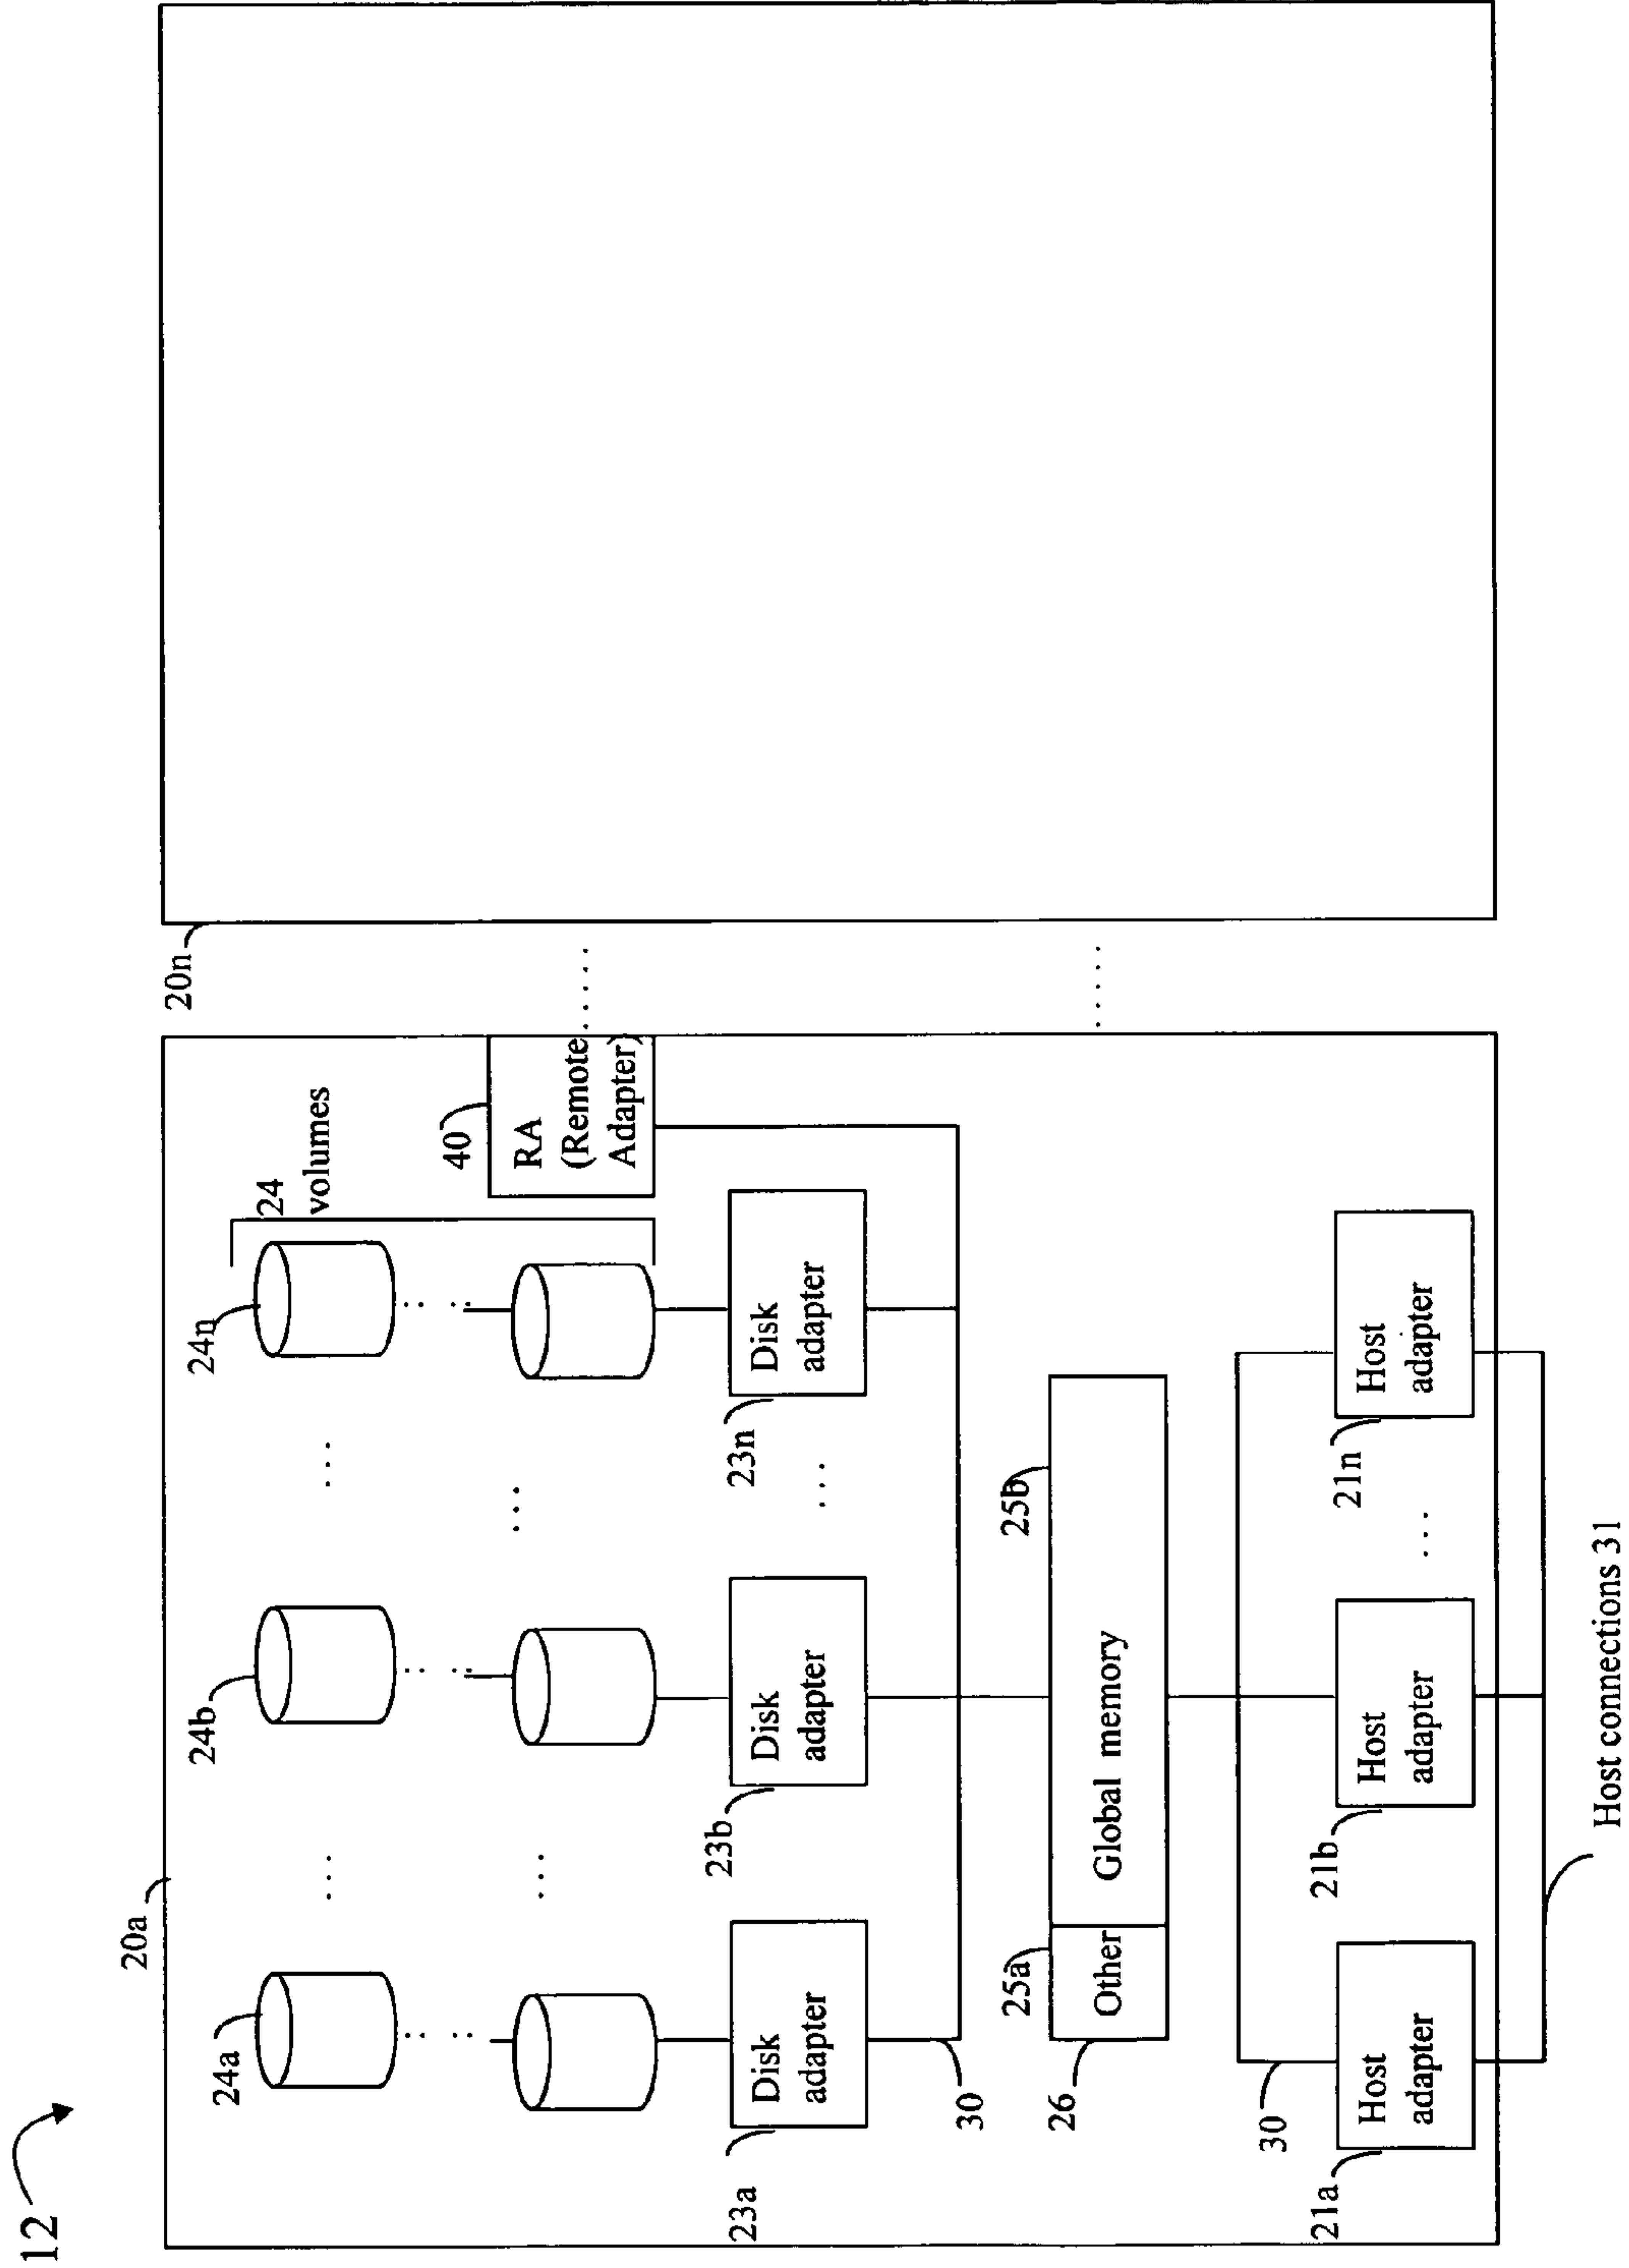 12
20a
20n
24a
24b
24n
24
volumes
...
...
...
...
40
RA
(Remote
Adapter)
.....
.....
23a
Disk
adapter
23b
Disk
adapter
...
23n
Disk
adapter
30
25a
25b
26
Other
Global memory
30
21a
Host
adapter
21b
Host
adapter
...
21n
Host
adapter
Host connections 31